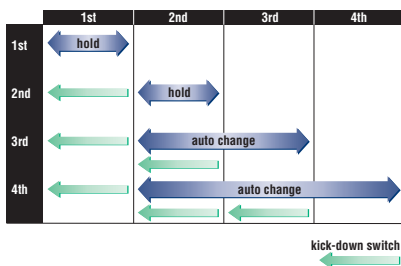 1st 2nd 3rd 4th
1st hold
2nd hold
3rd auto change
4th auto change
kick-down switch